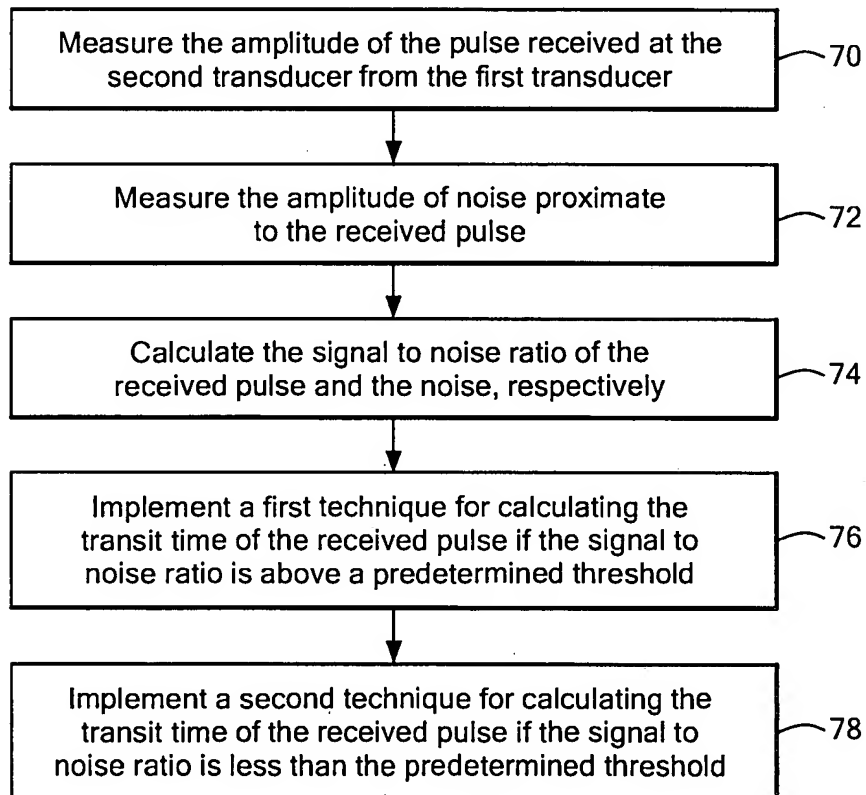 Measure the amplitude of the pulse received at the
second transducer from the first transducer
70
Measure the amplitude of noise proximate
to the received pulse
72
Calculate the signal to noise ratio of the
received pulse and the noise, respectively
74
Implement a first technique for calculating the
transit time of the received pulse if the signal to
noise ratio is above a predetermined threshold
76
Implement a second technique for calculating the
transit time of the received pulse if the signal to
noise ratio is less than the predetermined threshold
78